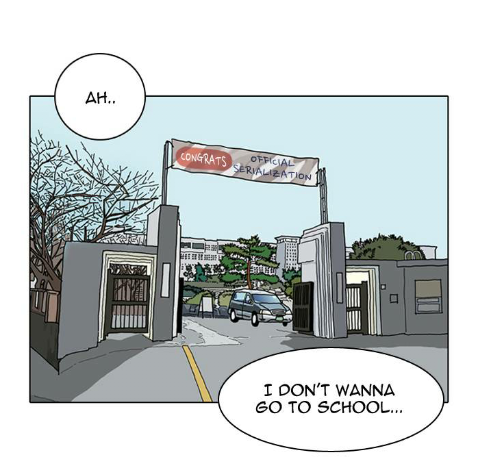 AH..
CONGRATS
OFFICIAL
SERIALIZATION
I DON'T WANNA
GO TO SCHOOL...